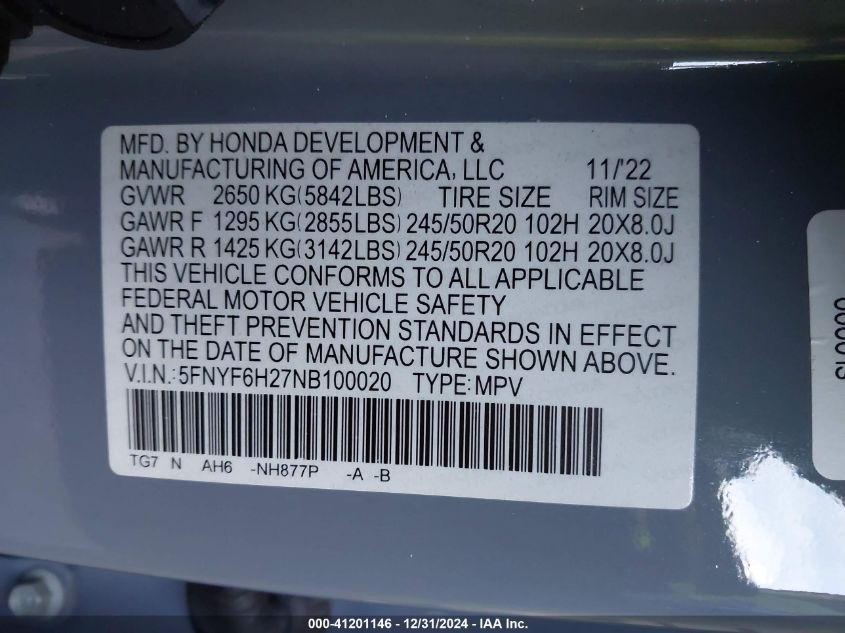 MFD. BY HONDA DEVELOPMENT &
MANUFACTURING OF AMERICA, LLC 11/'22
GVWR 2650 KG(5842LBS) TIRE SIZE RIM SIZE
GAWR F 1295 KG(2855LBS) 245/50R20 102H 20X8.0J
GAWR R 1425 KG(3142LBS) 245/50R20 102H 20X8.0J
THIS VEHICLE CONFORMS TO ALL APPLICABLE
FEDERAL MOTOR VEHICLE SAFETY
AND THEFT PREVENTION STANDARDS IN EFFECT
ON THE DATE OF MANUFACTURE SHOWN ABOVE.
V.I.N.:5FNYF6H27NB100020 TYPE:MPV
TG7 N AH6 -NH877P -A -B
000-41201146 - 12/31/2024 - IAA Inc.